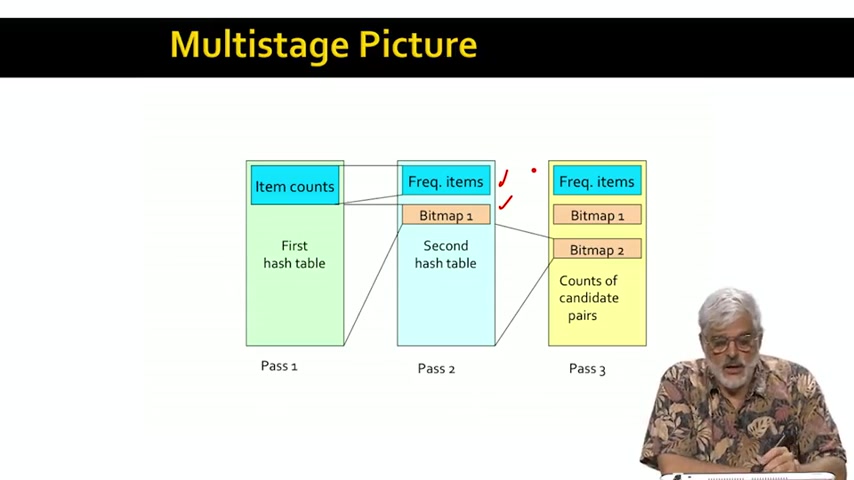 Multistage Picture
Item counts
First
hash table
Pass 1
Freq. items
Bitmap 1
Second
hash table
Pass 2
Freq. items
Bitmap 1
Bitmap 2
Counts of
candidate
pairs
Pass 3